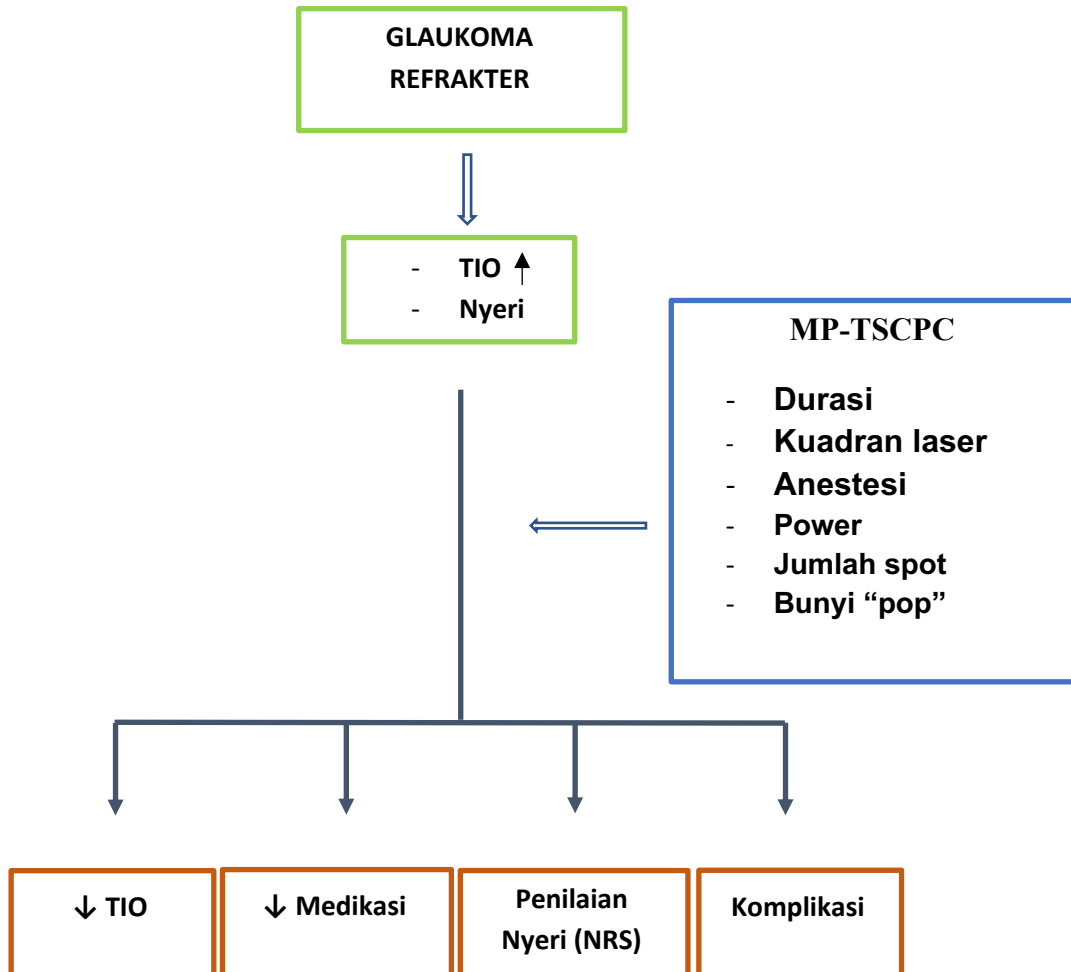 GLAUKOMA
REFRAKTER
- TIO ↑
- Nyeri
MP-TSCPC
- Durasi
- Kuadran laser
- Anestesi
- Power
- Jumlah spot
- Bunyi “pop”
↓ TIO
↓ Medikasi
Penilaian
Nyeri (NRS)
Komplikasi